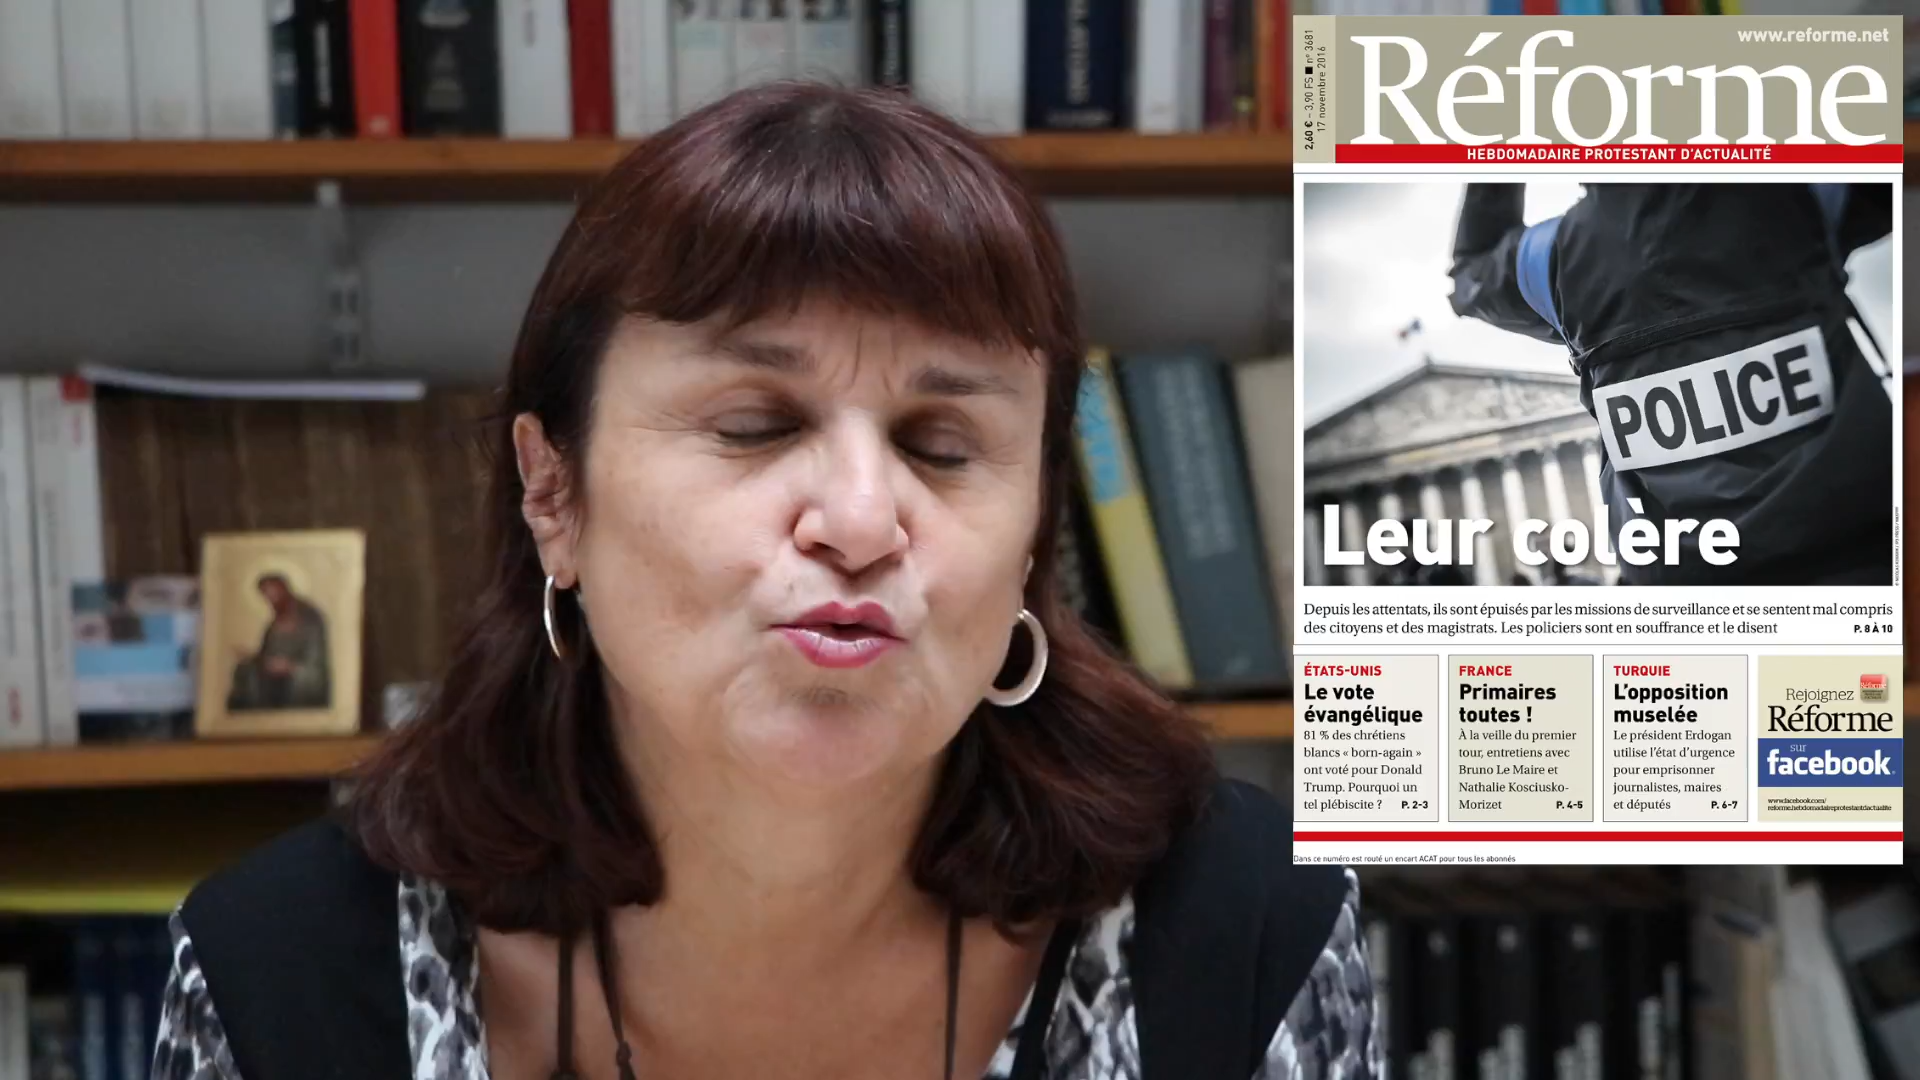 www.reforme.net
2,60 € – 3,90 FS ■ n° 3681
17 novembre 2016
Réforme
HEBDOMADAIRE PROTESTANT D'ACTUALITÉ
POLICE
Leur colère
Depuis les attentats, ils sont épuisés par les missions de surveillance et se sentent mal compris
des citoyens et des magistrats. Les policiers sont en souffrance et le disent P. 8 À 10
ÉTATS-UNIS
Le vote
évangélique
81 % des chrétiens
blancs « born-again »
ont voté pour Donald
Trump. Pourquoi un
tel plébiscite ? P. 2-3
FRANCE
Primaires
toutes !
À la veille du premier
tour, entretiens avec
Bruno Le Maire et
Nathalie Kosciusko-
Morizet P. 4-5
TURQUIE
L'opposition
muselée
Le président Erdogan
utilise l'état d'urgence
pour emprisonner
journalistes, maires
et députés P. 6-7
Rejoignez
Réforme
sur
facebook
www.facebook.com/
reforme.hebdomadaireprotestantdactualite
Dans ce numéro est routé un encart ACAT pour tous les abonnés